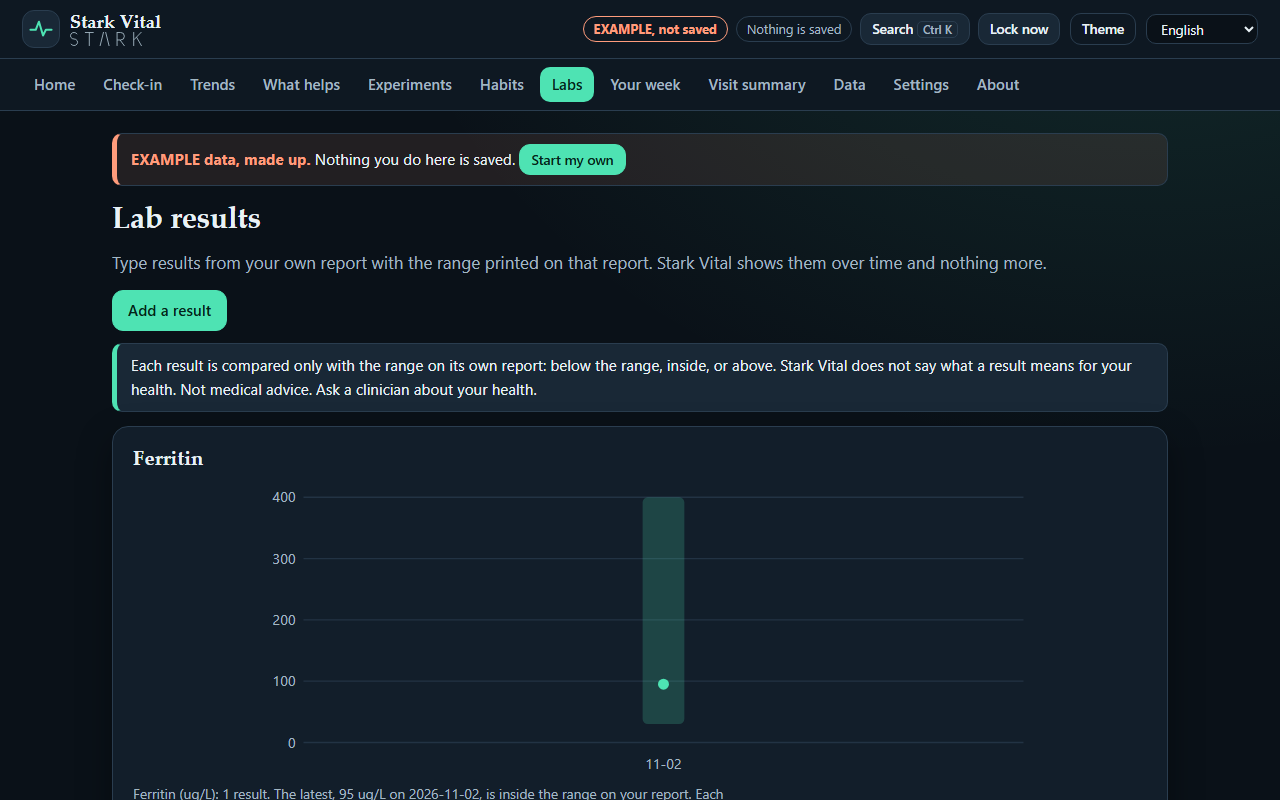 Stark Vital
STARK
EXAMPLE, not saved
Nothing is saved
Search Ctrl K
Lock now
Theme
English
Home
Check-in
Trends
What helps
Experiments
Habits
Labs
Your week
Visit summary
Data
Settings
About
EXAMPLE data, made up. Nothing you do here is saved. Start my own
Lab results
Type results from your own report with the range printed on that report. Stark Vital shows them over time and nothing more.
Add a result
Each result is compared only with the range on its own report: below the range, inside, or above. Stark Vital does not say what a result means for your
health. Not medical advice. Ask a clinician about your health.
Ferritin
400
300
200
100
0
11-02
Ferritin (ug/L): 1 result. The latest, 95 ug/L on 2026-11-02, is inside the range on your report. Each